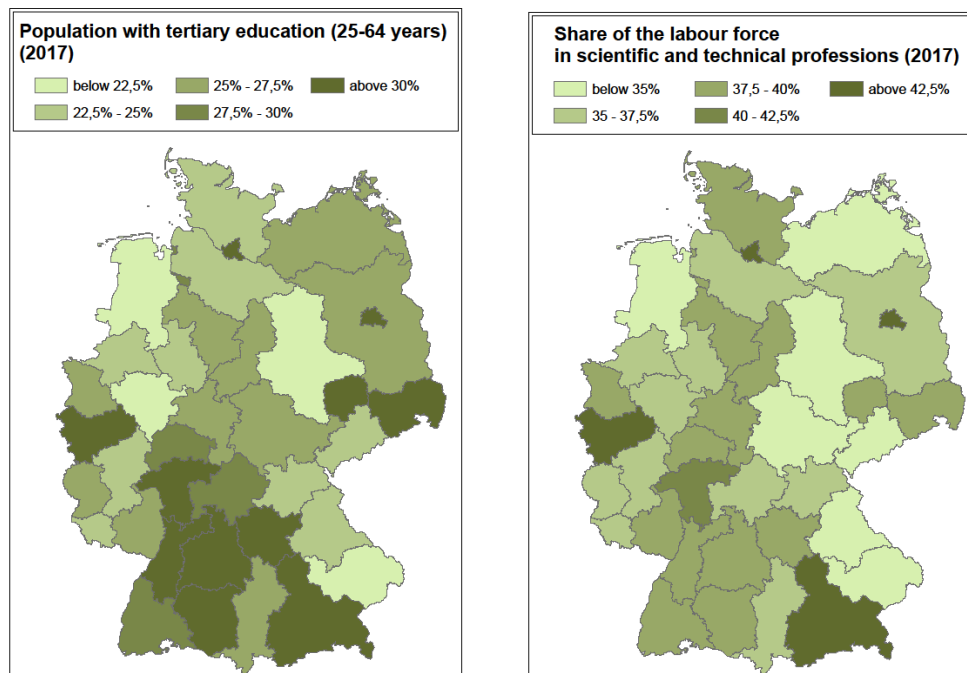 Population with tertiary education (25-64 years)
(2017)
below 22,5% 25% - 27,5% above 30%
22,5% - 25% 27,5% - 30%
Share of the labour force
in scientific and technical professions (2017)
below 35% 37,5 - 40% above 42,5%
35 - 37,5% 40 - 42,5%